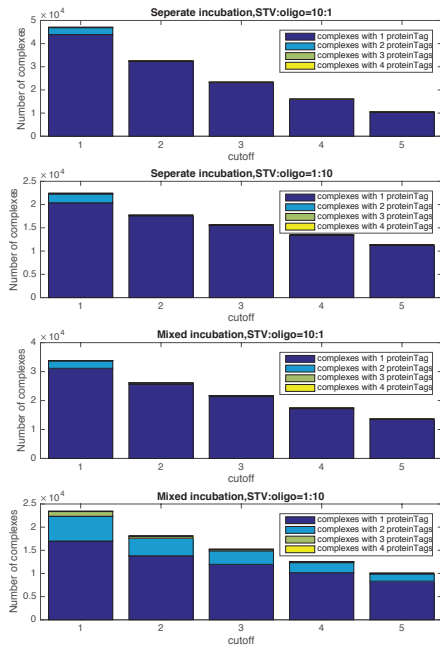 Seperate incubation,STV:oligo=10:1
× 10^4
5
4
3
2
1
0
Number of complexes
complexes with 1 proteinTag
complexes with 2 proteinTags
complexes with 3 proteinTags
complexes with 4 proteinTags
1 2 3 4 5
cutoff
Seperate incubation,STV:oligo=1:10
× 10^4
2.5
2
1.5
1
0.5
0
Number of complexes
complexes with 1 proteinTag
complexes with 2 proteinTags
complexes with 3 proteinTags
complexes with 4 proteinTags
1 2 3 4 5
cutoff
Mixed incubation,STV:oligo=10:1
× 10^4
4
3
2
1
0
Number of complexes
complexes with 1 proteinTag
complexes with 2 proteinTags
complexes with 3 proteinTags
complexes with 4 proteinTags
1 2 3 4 5
cutoff
Mixed incubation,STV:oligo=1:10
× 10^4
2.5
2
1.5
1
0.5
0
Number of complexes
complexes with 1 proteinTag
complexes with 2 proteinTags
complexes with 3 proteinTags
complexes with 4 proteinTags
1 2 3 4 5
cutoff